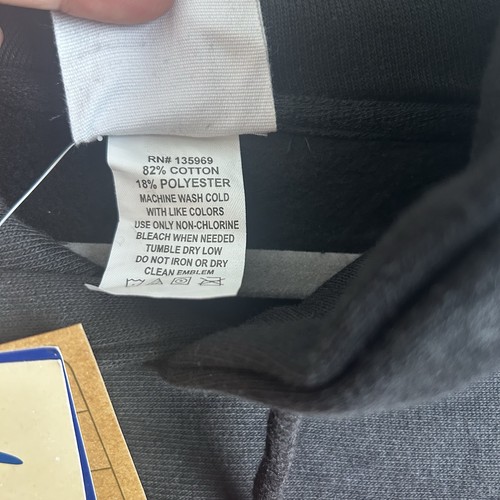 RN# 135969
82% COTTON
18% POLYESTER
MACHINE WASH COLD
WITH LIKE COLORS
USE ONLY NON-CHLORINE
BLEACH WHEN NEEDED
TUMBLE DRY LOW
DO NOT IRON OR DRY
CLEAN EMBLEM